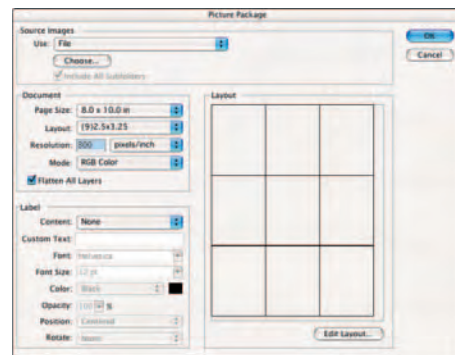 Picture Package
Source Images
Use: File
Choose...
Include All Subfolders
OK
Cancel
Document
Page Size: 8.0 x 10.0 in
Layout: (9)2.5x3.25
Resolution: 300 pixels/inch
Mode: RGB Color
Flatten All Layers
Layout
Label
Content: None
Custom Text:
Font: Helvetica
Font Size: 12 pt
Color: Black
Opacity: 100 %
Position: Centered
Rotate: None
Edit Layout...